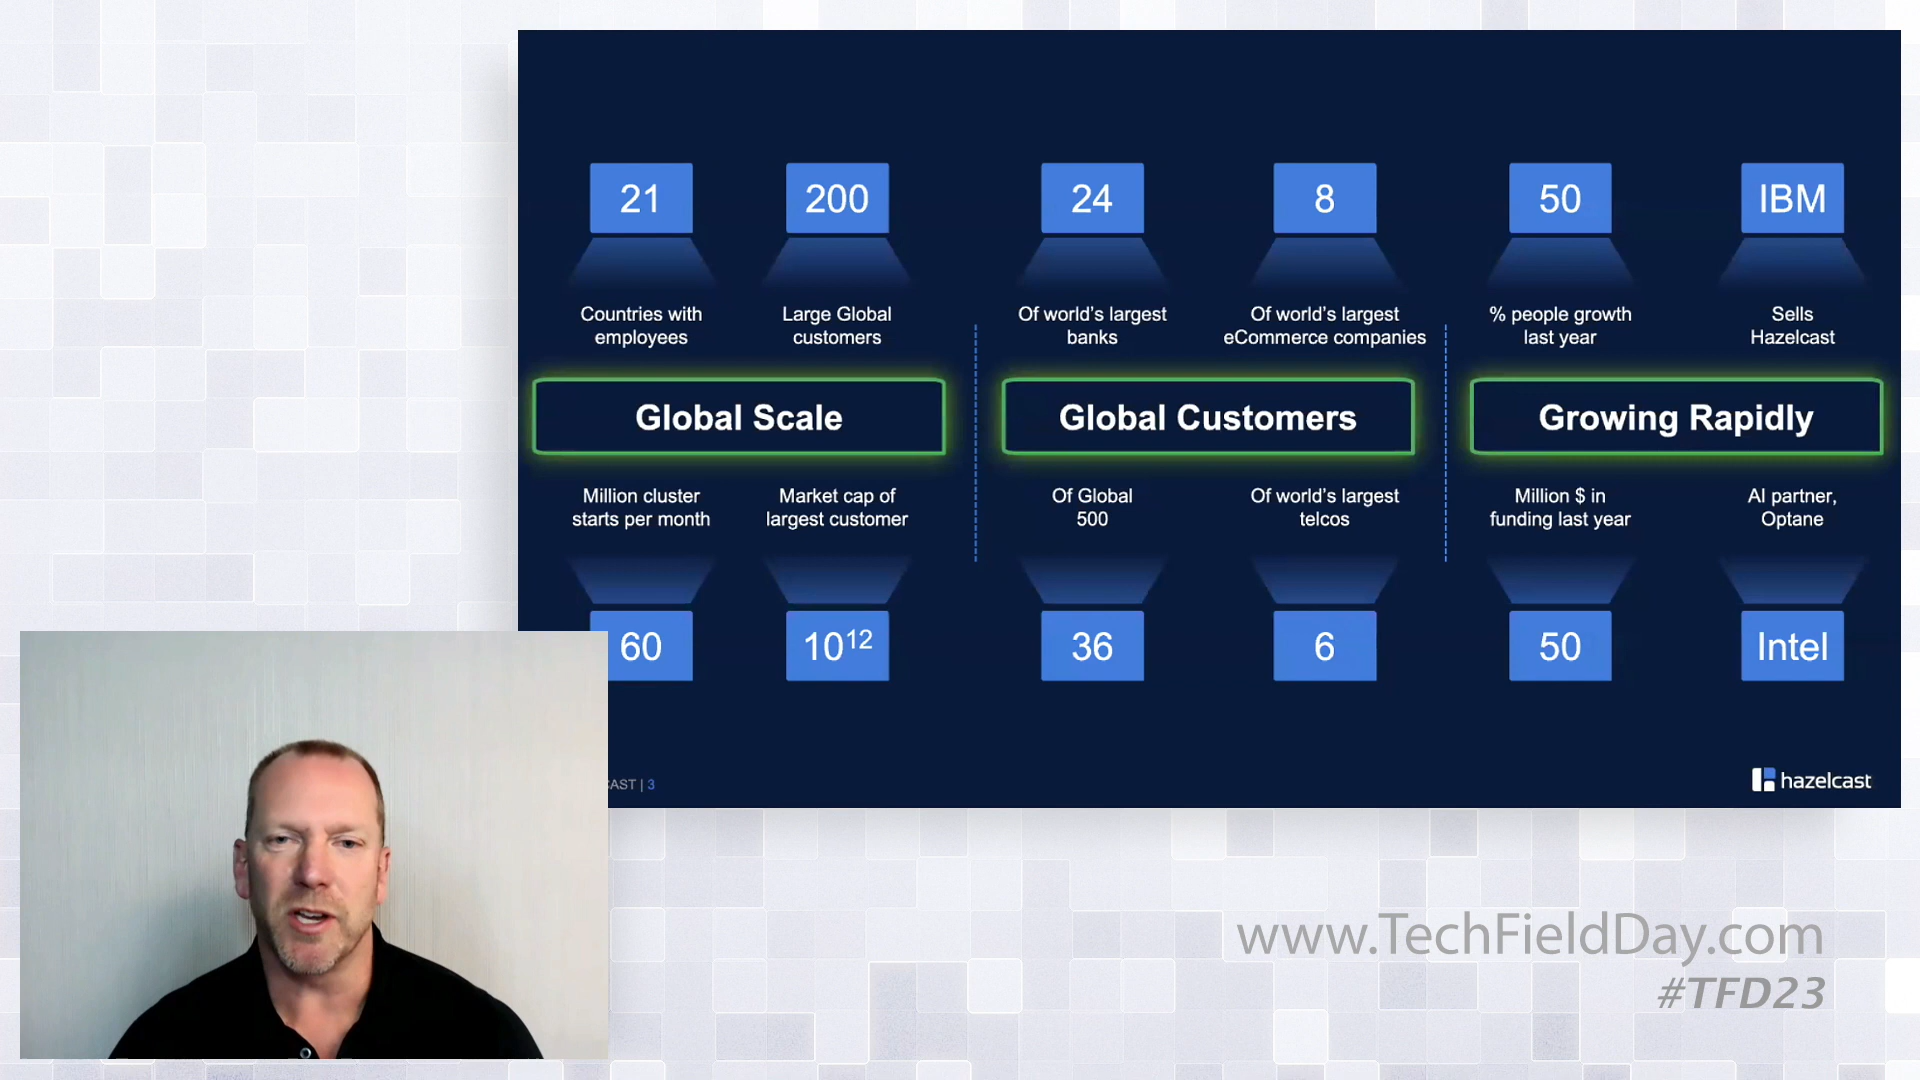 21
200
24
8
50
IBM
Countries with
employees
Large Global
customers
Of world's largest
banks
Of world's largest
eCommerce companies
% people growth
last year
Sells
Hazelcast
Global Scale
Global Customers
Growing Rapidly
Million cluster
starts per month
Market cap of
largest customer
Of Global
500
Of world's largest
telcos
Million $ in
funding last year
AI partner,
Optane
60
10¹²
36
6
50
Intel
CAST | 3
hazelcast
www.TechFieldDay.com
#TFD23